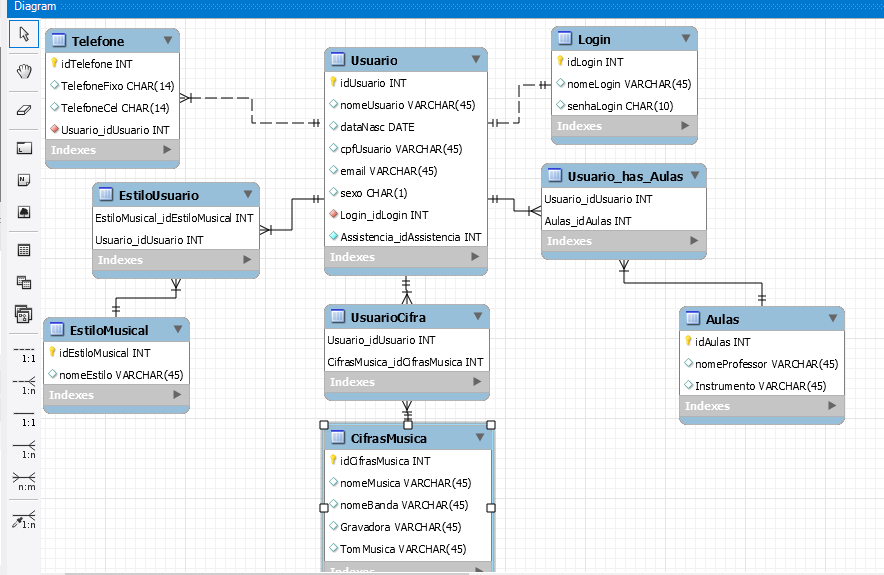 Diagram
Telefone
idTelefone INT
TelefoneFixo CHAR(14)
TelefoneCel CHAR(14)
Usuario_idUsuario INT
Indexes
Usuario
idUsuario INT
nomeUsuario VARCHAR(45)
dataNasc DATE
cpfUsuario VARCHAR(45)
email VARCHAR(45)
sexo CHAR(1)
Login_idLogin INT
Assistencia_idAssistencia INT
Indexes
Login
idLogin INT
nomeLogin VARCHAR(45)
senhaLogin CHAR(10)
Indexes
EstiloUsuario
EstiloMusical_idEstiloMusical INT
Usuario_idUsuario INT
Indexes
Usuario_has_Aulas
Usuario_idUsuario INT
Aulas_idAulas INT
Indexes
EstiloMusical
idEstiloMusical INT
nomeEstilo VARCHAR(45)
Indexes
UsuarioCifra
Usuario_idUsuario INT
CifrasMusica_idCifrasMusica INT
Indexes
Aulas
idAulas INT
nomeProfessor VARCHAR(45)
Instrumento VARCHAR(45)
Indexes
CifrasMusica
idCifrasMusica INT
nomeMusica VARCHAR(45)
nomeBanda VARCHAR(45)
Gravadora VARCHAR(45)
TomMusica VARCHAR(45)
Indexes
1:1
1:n
1:1
1:n
n:m
1:n